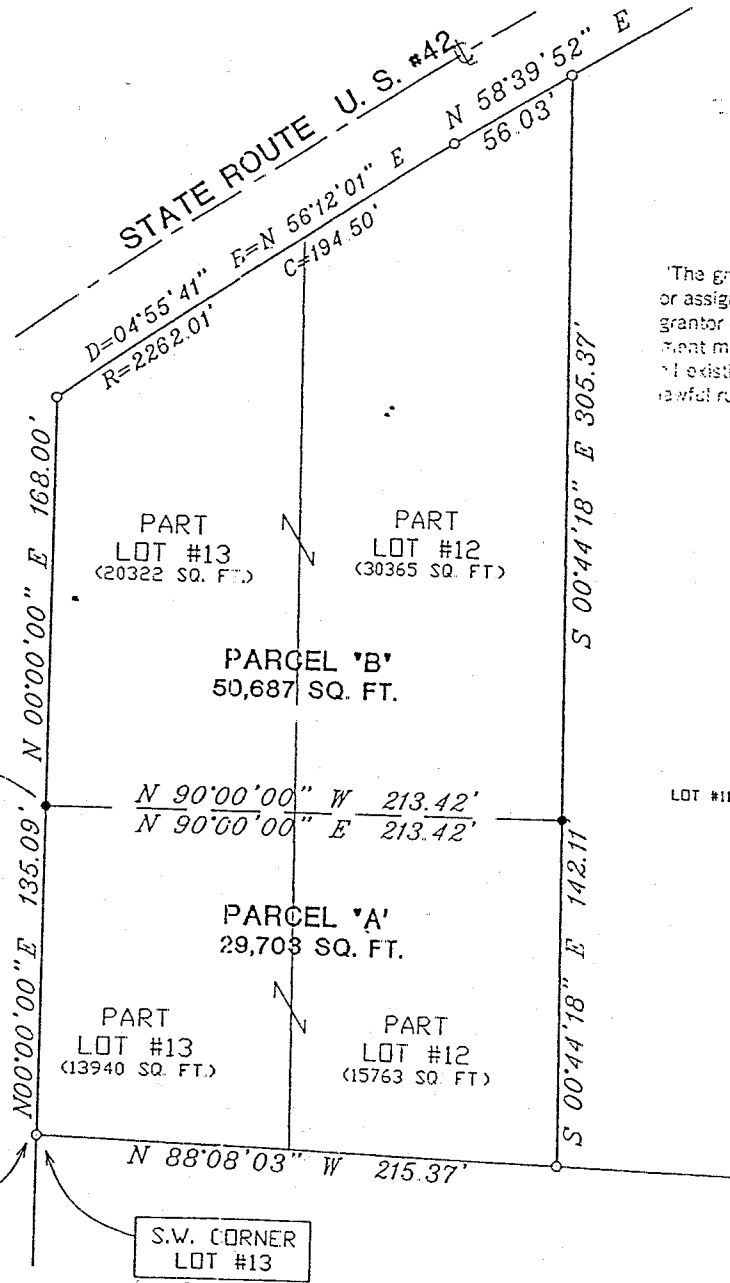 STATE ROUTE U. S. #42
N 58°39'52" E
56.03'
D=04°55'41" E=N 56°12'01" E
R=2262.01' C=194.50'
'The
or
grantor
N 00°00'00" E 168.00'
S 00°44'18" E 305.37'
PART
LOT #13
(20322 SQ. FT.)
PART
LOT #12
(30365 SQ. FT)
PARCEL "B"
50,687 SQ. FT.
N 90°00'00" W 213.42'
N 90°00'00" E 213.42'
LOT #11
N00°00'00"E 135.09'
S 00°44'18" E 142.11
PARCEL "A'
29,703 SQ. FT.
PART
LOT #13
(13940 SQ. FT.)
PART
LOT #12
(15763 SQ. FT)
N 88°08'03" W 215.37'
S.W. CORNER
LOT #13